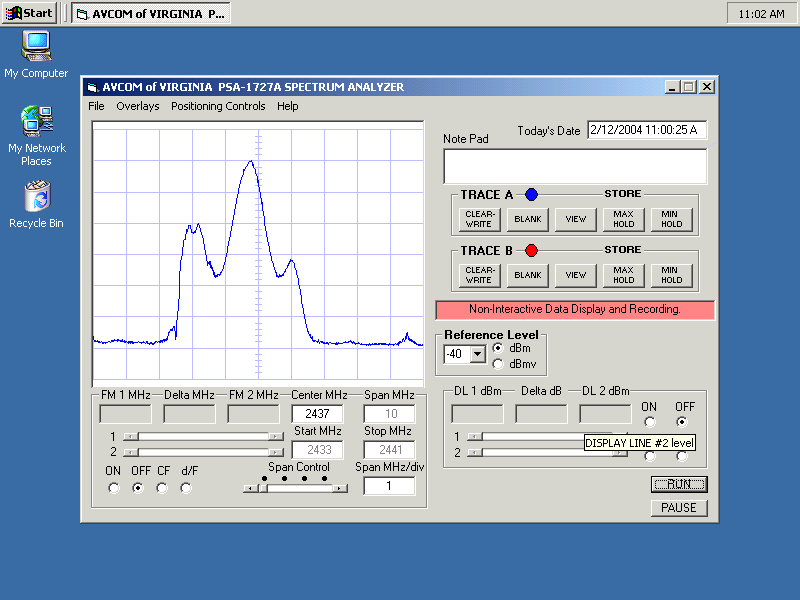 Start
AVCOM of VIRGINIA P...
11:02 AM
My Computer
My Network
Places
Recycle Bin
AVCOM of VIRGINIA PSA-1727A SPECTRUM ANALYZER
File Overlays Positioning Controls Help
Note Pad
Today's Date
2/12/2004 11:00:25 A
TRACE A
STORE
CLEAR-
WRITE
BLANK
VIEW
MAX
HOLD
MIN
HOLD
TRACE B
STORE
CLEAR-
WRITE
BLANK
VIEW
MAX
HOLD
MIN
HOLD
Non-Interactive Data Display and Recording.
Reference Level
-40
dBm
dBmv
FM 1 MHz Delta MHz FM 2 MHz Center MHz Span MHz
2437 10
Start MHz Stop MHz
2433 2441
1
2
ON OFF CF d/F
Span Control
Span MHz/div
1
DL 1 dBm Delta dB DL 2 dBm
ON OFF
1
2
DISPLAY LINE #2 level
RUN
PAUSE